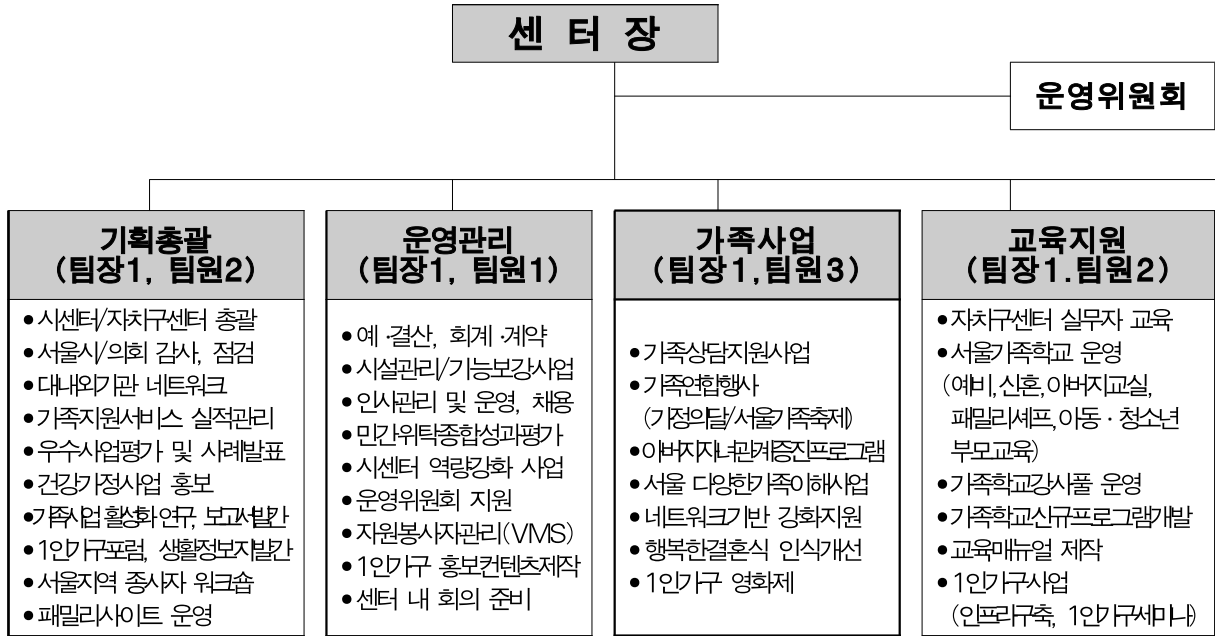 센 터 장
운영위원회
기획총괄
(팀장1, 팀원2)
•시센터/자치구센터 총괄
•서울시/의회 감사, 점검
•대내외기관 네트워크
•가족지원서비스 실적관리
•우수사업평가 및 사례발표
•건강가정사업 홍보
•가족사업 활성화 연구, 보고서발간
•1인가구포럼, 생활정보지발간
•서울지역 종사자 워크숍
•패밀리사이트 운영
운영관리
(팀장1, 팀원1)
•예·결산, 회계·계약
•시설관리/기능보강사업
•인사관리 및 운영, 채용
•민간위탁종합성과평가
•시센터 역량강화 사업
•운영위원회 지원
•자원봉사자관리(VMS)
•1인가구 홍보컨텐츠제작
•센터 내 회의 준비
가족사업
(팀장1,팀원3)
•가족상담지원사업
•가족연합행사
(가정의달/서울가족축제)
•아버지자녀관계증진프로그램
•서울 다양한가족이해사업
•네트워크기반 강화지원
•행복한결혼식 인식개선
•1인가구 영화제
교육지원
(팀장1.팀원2)
•자치구센터 실무자 교육
•서울가족학교 운영
(예비,신혼,아버지교실,
패밀리셰프,아동·청소년
부모교육)
•가족학교강사풀 운영
•가족학교신규프로그램개발
•교육매뉴얼 제작
•1인가구사업
(인프라구축, 1인가구세미나)